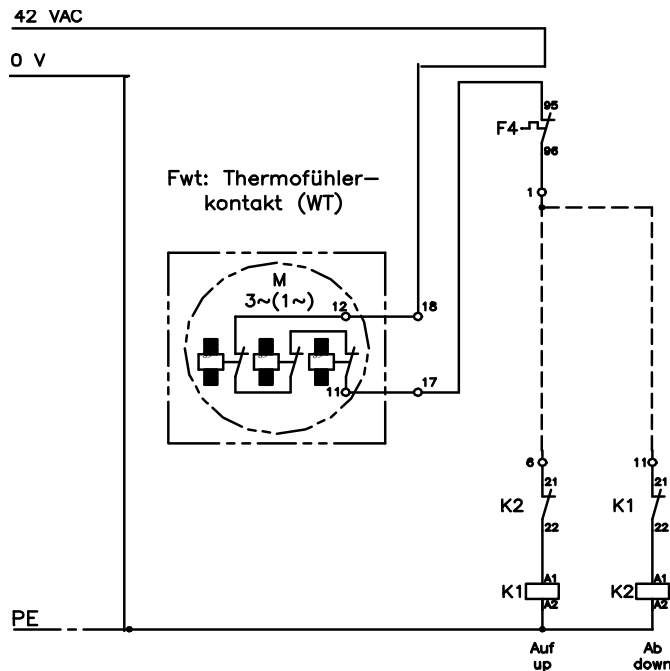 42 VAC
0 V
95
F4
96
Fwt: Thermofühler-
kontakt (WT)
1
M
3~(1~)
12
18
11
17
6
11
21
21
K2
K1
22
22
A1
A1
K1
K2
A2
A2
PE
Auf
up
Ab
down